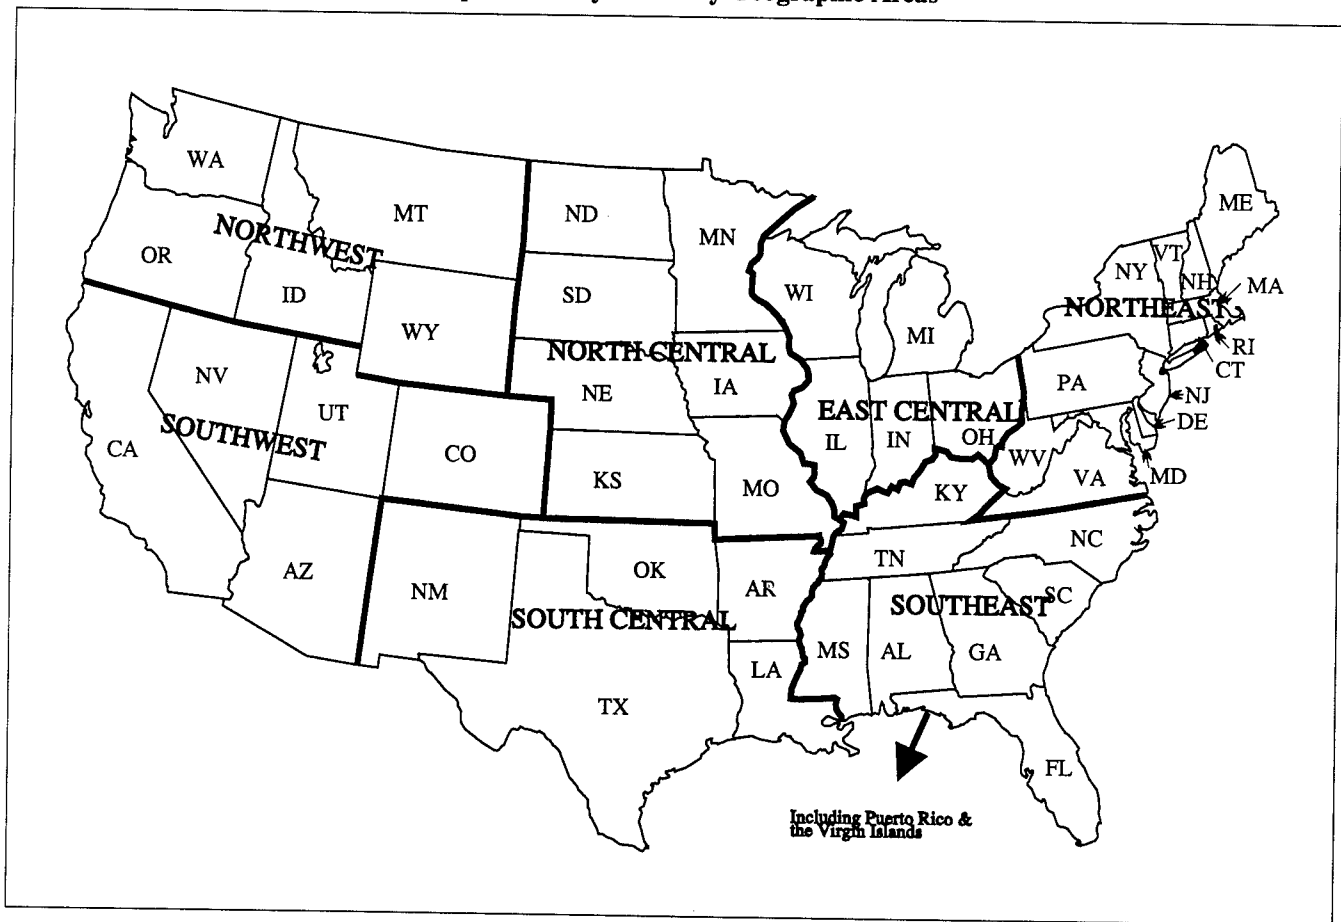 Geographic Areas
WA
MT
ND
MN
ME
OR
NORTHWEST
ID
WY
SD
WI
MI
NY
VT
NH
MA
NORTHEAST
RI
CT
NV
UT
SOUTHWEST
CA
CO
NORTH CENTRAL
NE
IA
KS
MO
EAST CENTRAL
IL
IN
OH
PA
NJ
DE
WV
VA
MD
KY
AZ
NM
OK
AR
SOUTH CENTRAL
TX
LA
TN
NC
SOUTHEAST
SC
MS
AL
GA
FL
Including Puerto Rico &
the Virgin Islands